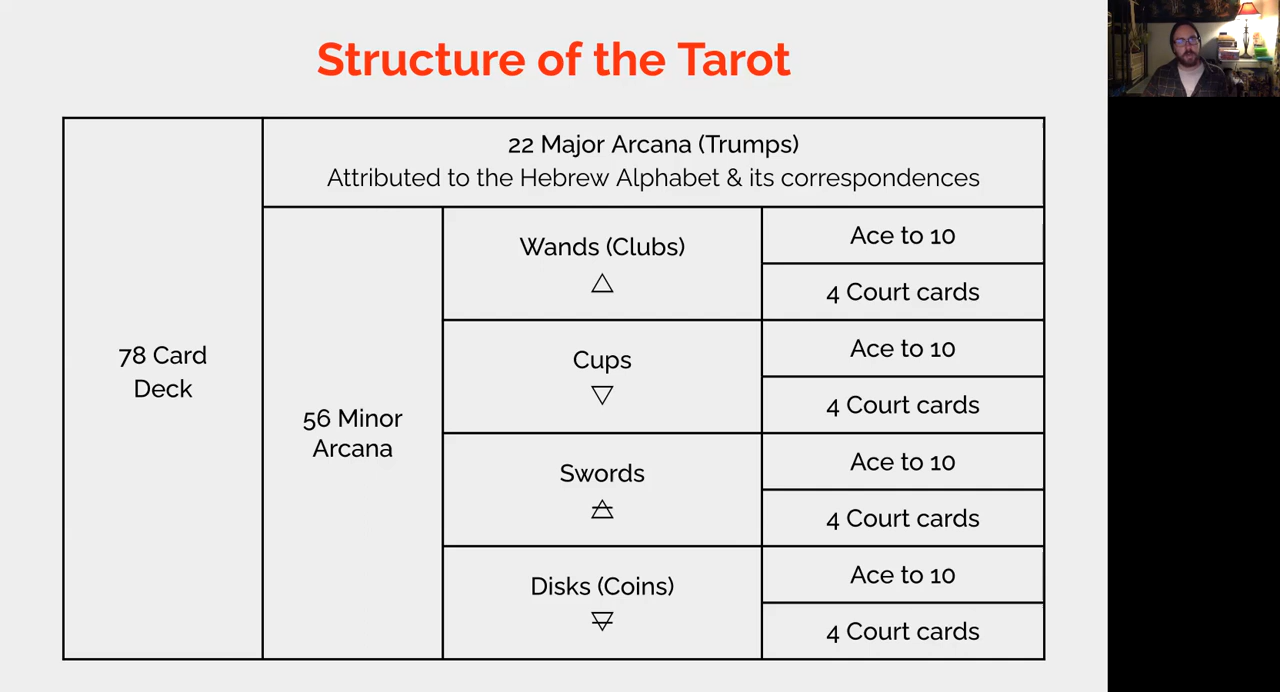 Structure of the Tarot
78 Card
Deck
22 Major Arcana (Trumps)
Attributed to the Hebrew Alphabet & its correspondences
56 Minor
Arcana
Wands (Clubs)
🜂
Ace to 10
4 Court cards
Cups
🜄
Ace to 10
4 Court cards
Swords
🜁
Ace to 10
4 Court cards
Disks (Coins)
🜃
Ace to 10
4 Court cards